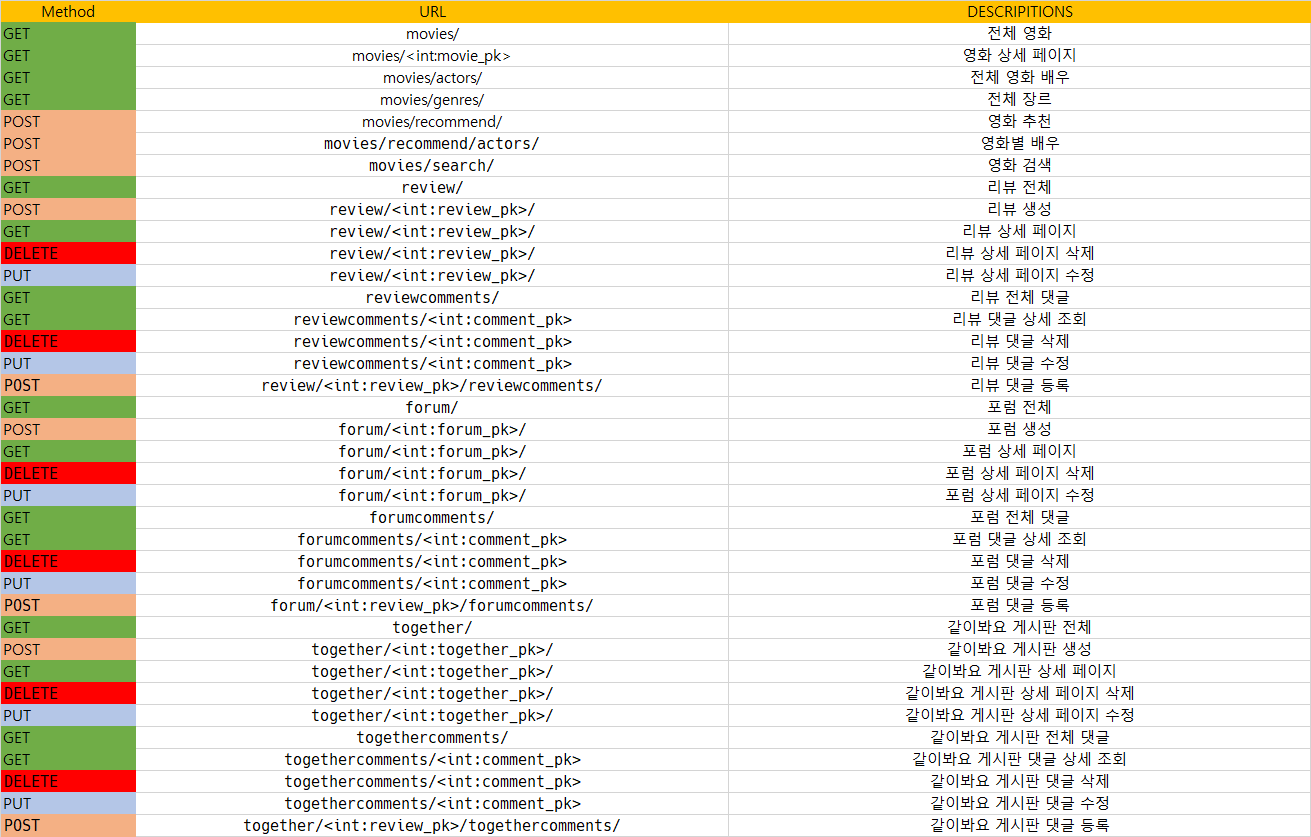 Method URL DESCRIPITIONS
GET movies/ 전체 영화
GET movies/<int:movie_pk> 영화 상세 페이지
GET movies/actors/ 전체 영화 배우
GET movies/genres/ 전체 장르
POST movies/recommend/ 영화 추천
POST movies/recommend/actors/ 영화별 배우
POST movies/search/ 영화 검색
GET review/ 리뷰 전체
POST review/<int:review_pk>/ 리뷰 생성
GET review/<int:review_pk>/ 리뷰 상세 페이지
DELETE review/<int:review_pk>/ 리뷰 상세 페이지 삭제
PUT review/<int:review_pk>/ 리뷰 상세 페이지 수정
GET reviewcomments/ 리뷰 전체 댓글
GET reviewcomments/<int:comment_pk> 리뷰 댓글 상세 조회
DELETE reviewcomments/<int:comment_pk> 리뷰 댓글 삭제
PUT reviewcomments/<int:comment_pk> 리뷰 댓글 수정
POST review/<int:review_pk>/reviewcomments/ 리뷰 댓글 등록
GET forum/ 포럼 전체
POST forum/<int:forum_pk>/ 포럼 생성
GET forum/<int:forum_pk>/ 포럼 상세 페이지
DELETE forum/<int:forum_pk>/ 포럼 상세 페이지 삭제
PUT forum/<int:forum_pk>/ 포럼 상세 페이지 수정
GET forumcomments/ 포럼 전체 댓글
GET forumcomments/<int:comment_pk> 포럼 댓글 상세 조회
DELETE forumcomments/<int:comment_pk> 포럼 댓글 삭제
PUT forumcomments/<int:comment_pk> 포럼 댓글 수정
POST forum/<int:review_pk>/forumcomments/ 포럼 댓글 등록
GET together/ 같이봐요 게시판 전체
POST together/<int:together_pk>/ 같이봐요 게시판 생성
GET together/<int:together_pk>/ 같이봐요 게시판 상세 페이지
DELETE together/<int:together_pk>/ 같이봐요 게시판 상세 페이지 삭제
PUT together/<int:together_pk>/ 같이봐요 게시판 상세 페이지 수정
GET togethercomments/ 같이봐요 게시판 전체 댓글
GET togethercomments/<int:comment_pk> 같이봐요 게시판 댓글 상세 조회
DELETE togethercomments/<int:comment_pk> 같이봐요 게시판 댓글 삭제
PUT togethercomments/<int:comment_pk> 같이봐요 게시판 댓글 수정
POST together/<int:review_pk>/togethercomments/ 같이봐요 게시판 댓글 등록